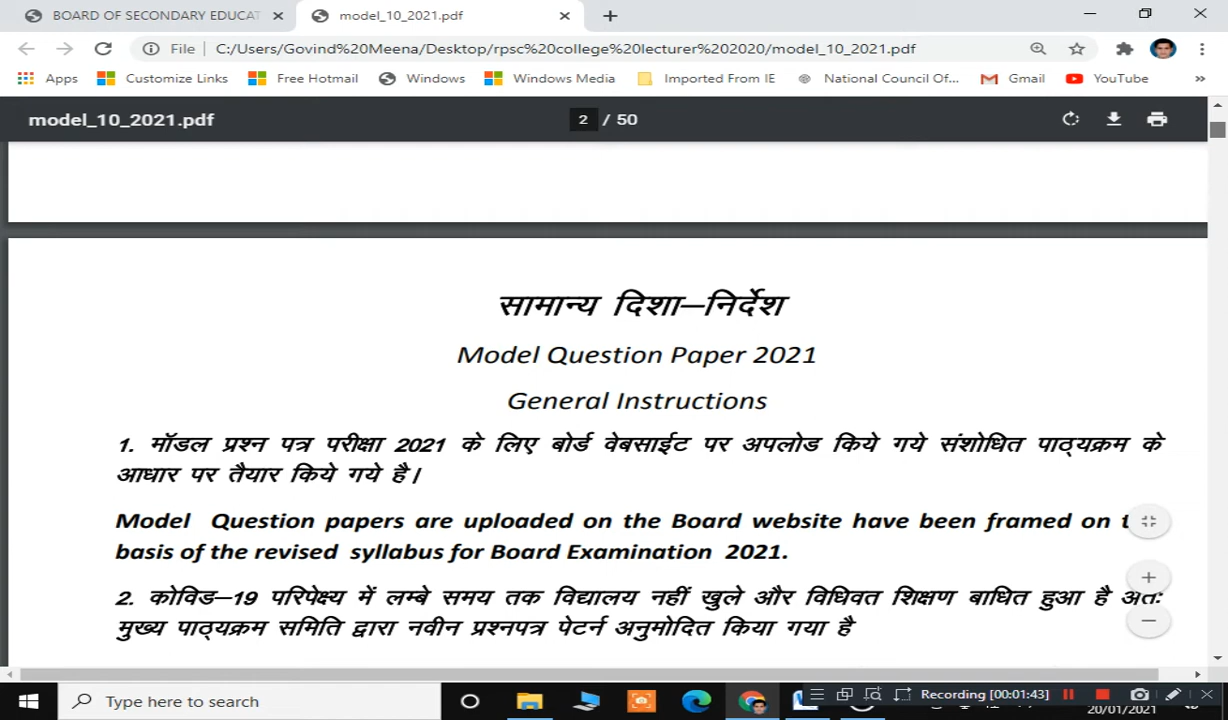 BOARD OF SECONDARY EDUCAT
model_10_2021.pdf
File
C:/Users/Govind%20Meena/Desktop/rpsc%20college%20lecturer%202020/model_10_2021.pdf
Apps Customize Links Free Hotmail Windows Windows Media Imported From IE National Council Of... Gmail YouTube »
model_10_2021.pdf 2 / 50
सामान्य दिशा–निर्देश
Model Question Paper 2021
General Instructions
1. मॉडल प्रश्न पत्र परीक्षा 2021 के लिए बोर्ड वेबसाईट पर अपलोड किये गये संशोधित पाठ्यक्रम के
आधार पर तैयार किये गये है।
Model Question papers are uploaded on the Board website have been framed on
basis of the revised syllabus for Board Examination 2021.
2. कोविड–19 परिपेक्ष्य में लम्बे समय तक विद्यालय नहीं खुले और विधिवत शिक्षण बाधित हुआ है अतः
मुख्य पाठ्यक्रम समिति द्वारा नवीन प्रश्नपत्र पेटर्न अनुमोदित किया गया है
Type here to search
Recording [00:01:43]
20/01/2021